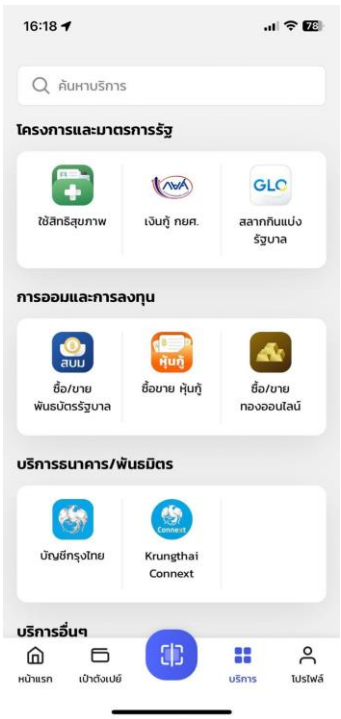 16:18
78
ค้นหาบริการ
โครงการและมาตรการรัฐ
กยศ
GLO
ใช้สิทธิสุขภาพ
เงินกู้ กยศ.
สลากกินแบ่ง
รัฐบาล
การออมและการลงทุน
สบม
หุ้นกู้
ซื้อ/ขาย
พันธบัตรรัฐบาล
ซื้อขาย หุ้นกู้
ซื้อ/ขาย
ทองออนไลน์
บริการธนาคาร/พันธมิตร
Connext
บัญชีกรุงไทย
Krungthai
Connext
บริการอื่นๆ
หน้าแรก
เป๋าตังเปย์
บริการ
โปรไฟล์